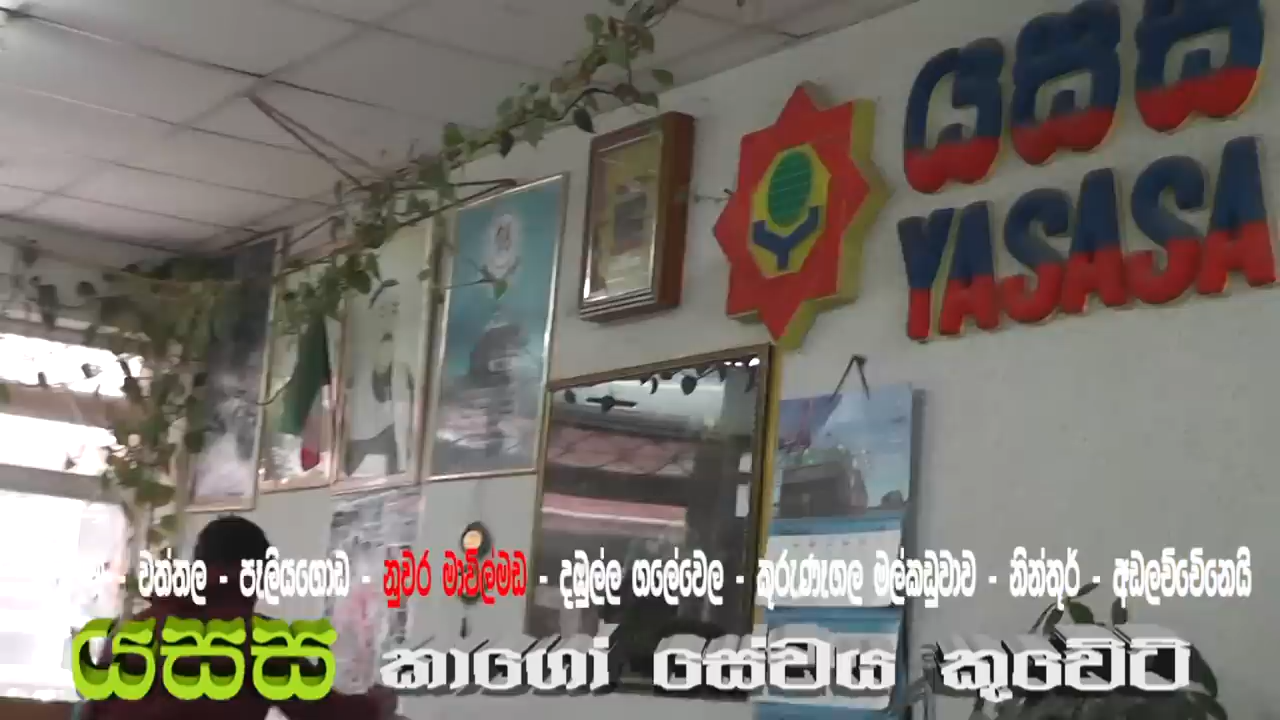 යසස
YASASA
- වත්තල - පෑලියගොඩ - නුවර මාවිල්මඩ - දඹුල්ල ගලේවෙල - කුරුණෑගල මල්කඩුවාව - නින්තූර් - අඩලච්චේනෙයි
යසස කාගෝ සේවය කුවේට්